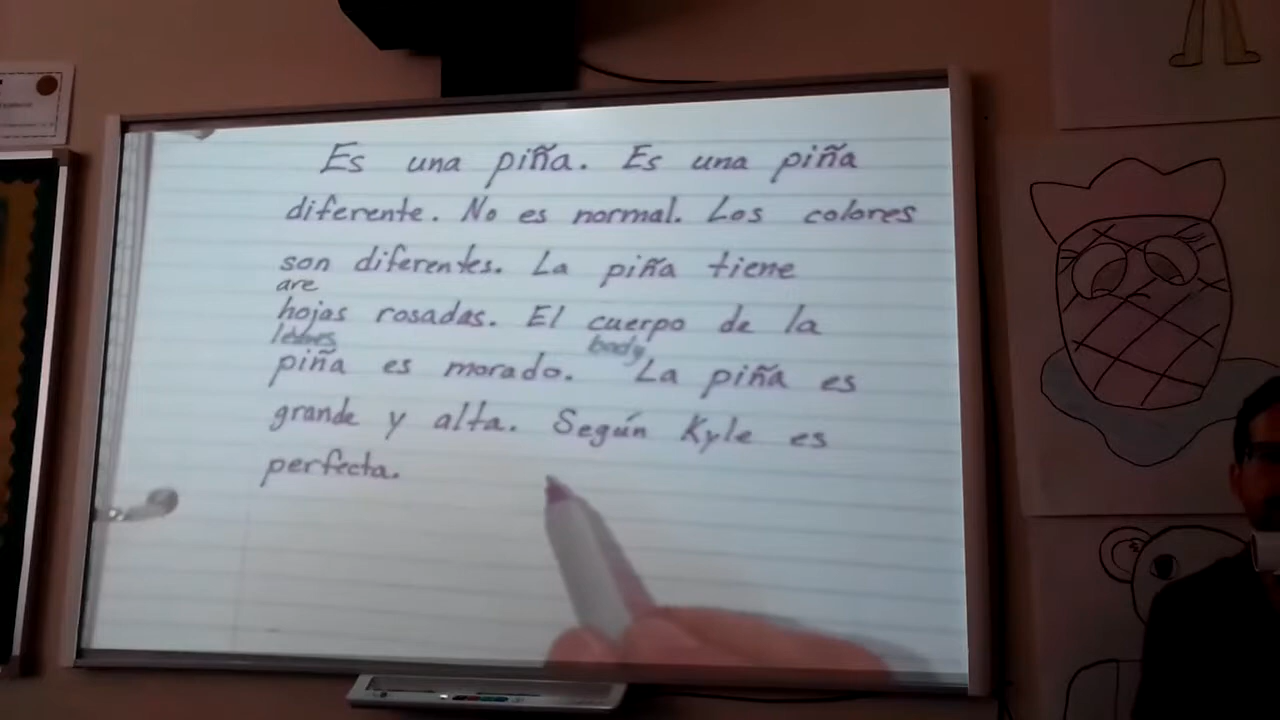 Es una piña. Es una piña
diferente. No es normal. Los colores
son diferentes. La piña tiene
are
hojas rosadas. El cuerpo de la
leaves body
piña es morado. La piña es
grande y alta. Según Kyle es
perfecta.